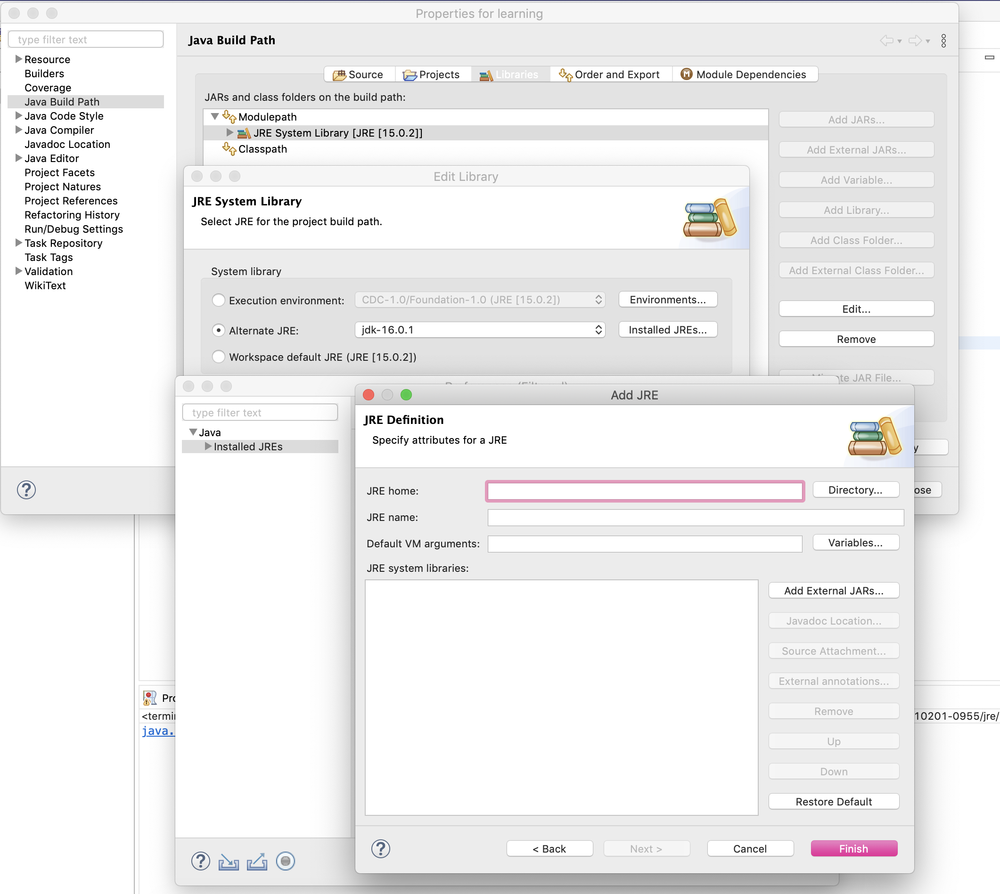 Properties for learning
type filter text
Resource
Builders
Coverage
Java Build Path
Java Code Style
Java Compiler
Javadoc Location
Java Editor
Project Facets
Project Natures
Project References
Refactoring History
Run/Debug Settings
Task Repository
Task Tags
Validation
WikiText
Java Build Path
Source Projects Libraries Order and Export M Module Dependencies
JARs and class folders on the build path:
Modulepath
JRE System Library [JRE [15.0.2]]
Classpath
Add JARs...
Add External JARs...
Add Variable...
Add Library...
Add Class Folder...
Add External Class Folder...
Edit...
Remove
te JAR File...
y
ose
Edit Library
JRE System Library
Select JRE for the project build path.
System library
Execution environment: CDC-1.0/Foundation-1.0 (JRE [15.0.2]) Environments...
Alternate JRE: jdk-16.0.1 Installed JREs...
Workspace default JRE (JRE [15.0.2])
type filter text
Java
Installed JREs
Add JRE
JRE Definition
Specify attributes for a JRE
JRE home: Directory...
JRE name:
Default VM arguments: Variables...
JRE system libraries:
Add External JARs...
Javadoc Location...
Source Attachment...
External annotations...
Remove
Up
Down
Restore Default
? < Back Next > Cancel Finish
?
?
Pro
<termin
10201-0955/jre/
java.